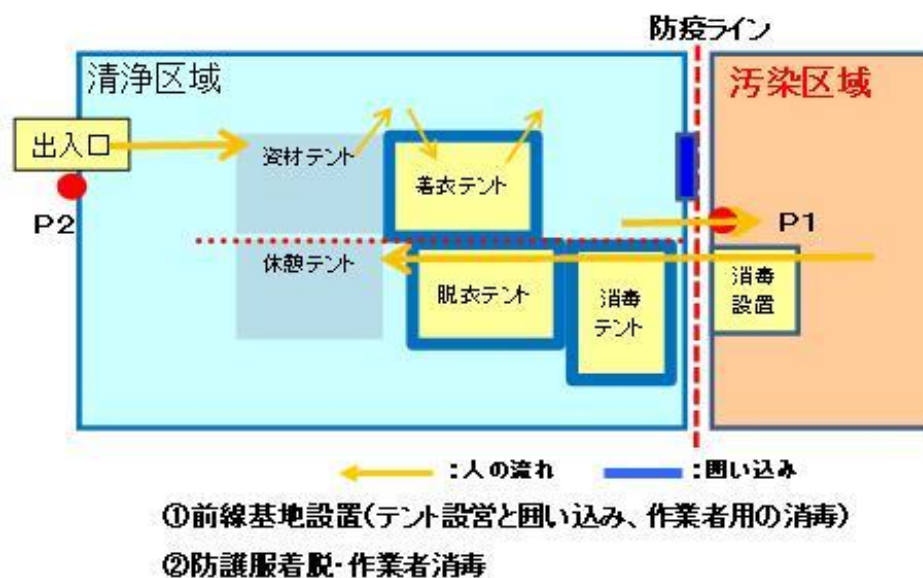 防疫ライン
清浄区域
汚染区域
出入口
資材テント
着衣テント
P2
P1
休憩テント
脱衣テント
消毒
テント
消毒
設置
:人の流れ
:囲い込み
①前線基地設置(テント設営と囲い込み、作業者用の消毒)
②防護服着脱・作業者消毒